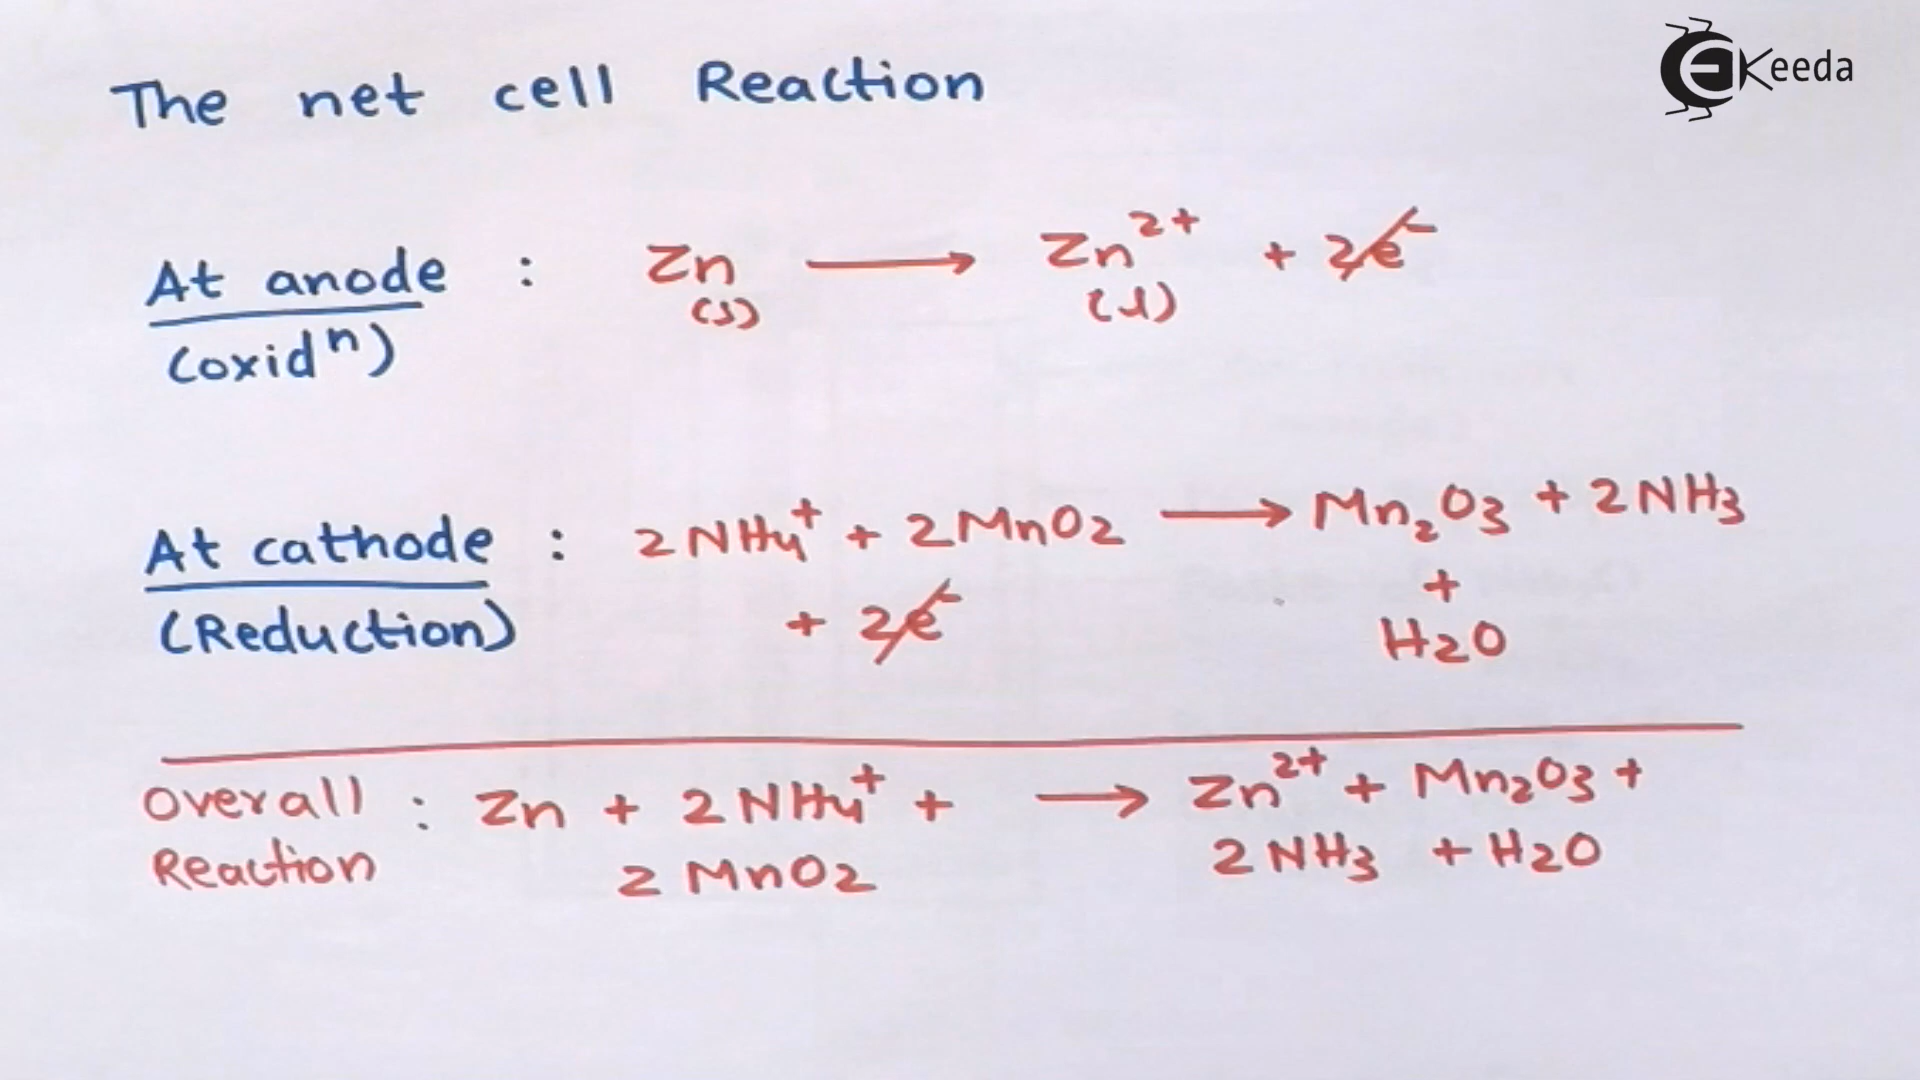 The net cell Reaction
EKeeda
At anode : Zn ⟶ Zn²⁺ + 2e⁻
(s) (l)
(oxidⁿ)
At cathode : 2NH₄⁺ + 2MnO₂ ⟶ Mn₂O₃ + 2NH₃
+ 2e⁻ +
(Reduction) H₂O
Overall : Zn + 2NH₄⁺ + ⟶ Zn²⁺ + Mn₂O₃ +
Reaction 2MnO₂ 2NH₃ + H₂O